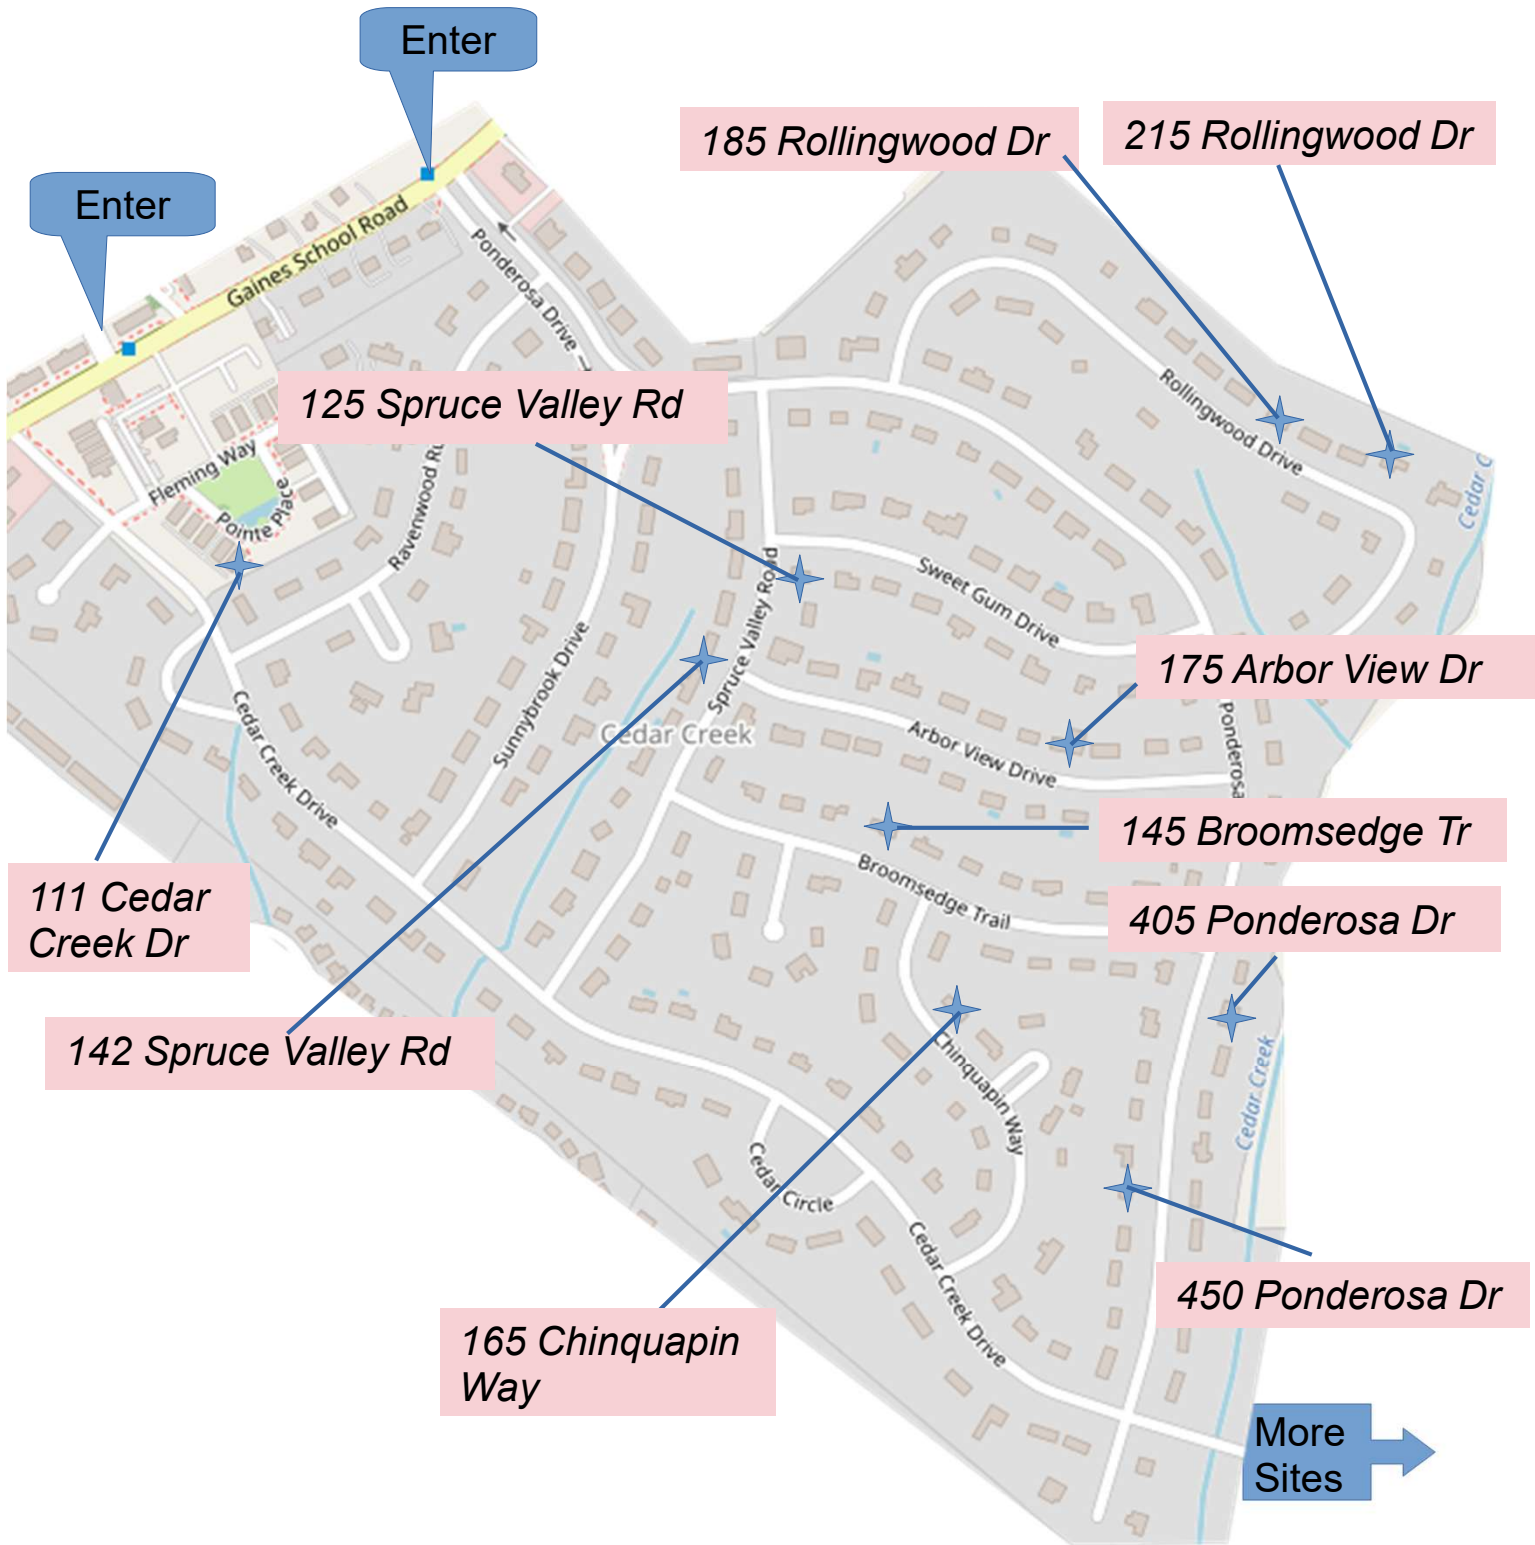 Enter
Enter
185 Rollingwood Dr
215 Rollingwood Dr
Gaines School Road
Ponderosa Drive
125 Spruce Valley Rd
Rollingwood Drive
Fleming Way
Pointe Place
Ravenwood Ru
Cedar C
Spruce Valley Road
Sweet Gum Drive
Sunnybrook Drive
175 Arbor View Dr
Cedar Creek Drive
Cedar Creek
Arbor View Drive
Ponderosa
145 Broomsedge Tr
111 Cedar
Creek Dr
Broomsedge Trail
405 Ponderosa Dr
142 Spruce Valley Rd
Chinquapin Way
Cedar Creek
Cedar Circle
Cedar Creek Drive
450 Ponderosa Dr
165 Chinquapin
Way
More
Sites